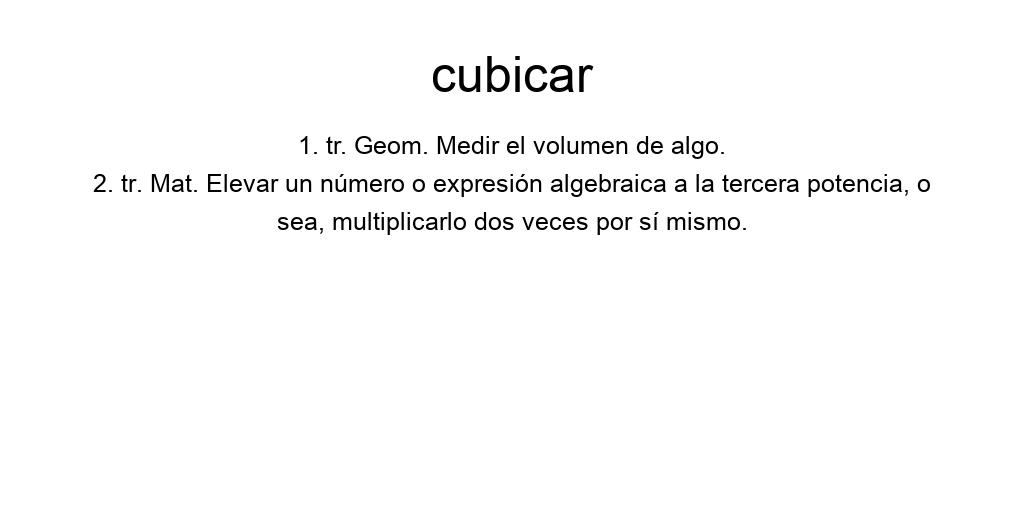 cubicar
1. tr. Geom. Medir el volumen de algo.
2. tr. Mat. Elevar un número o expresión algebraica a la tercera potencia, o
sea, multiplicarlo dos veces por sí mismo.